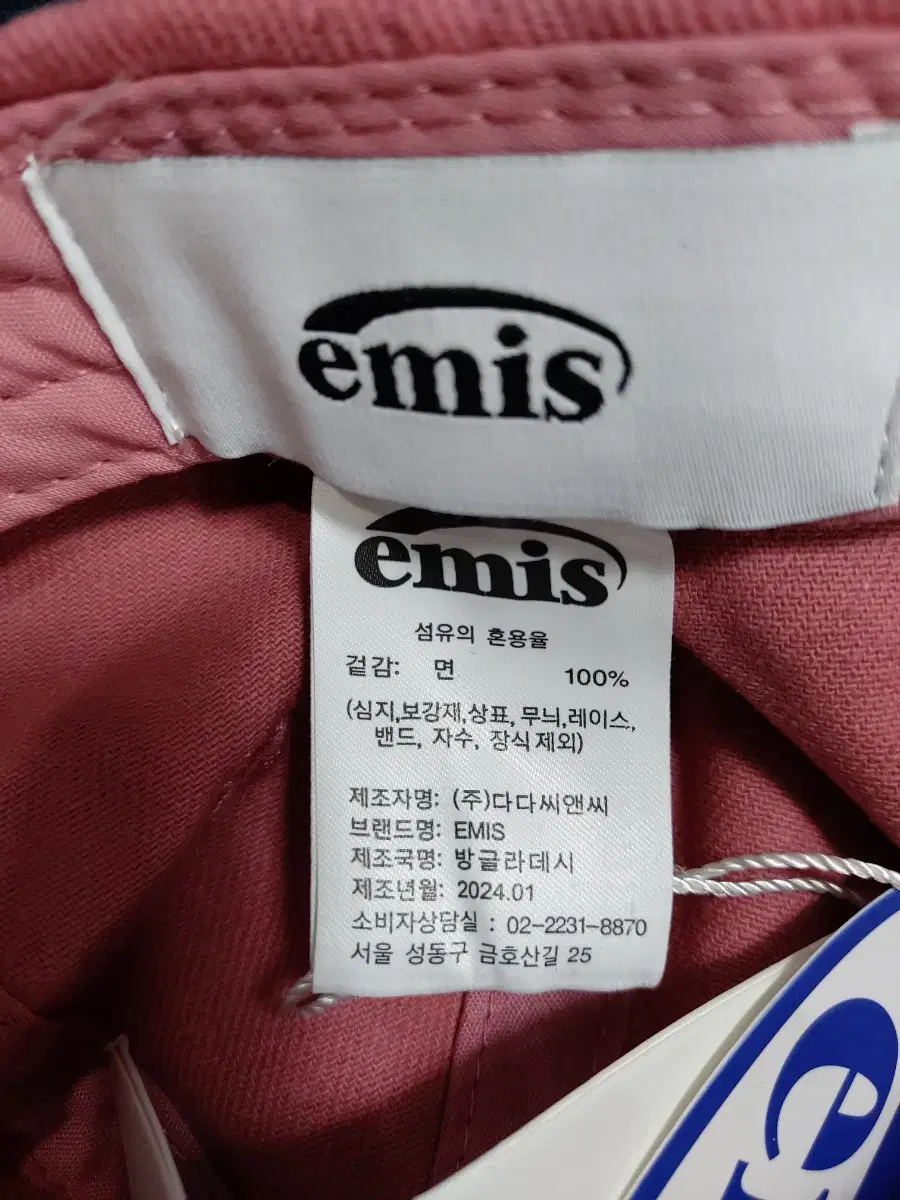 emis
emis
섬유의 혼용율
겉감: 면 100%
(심지,보강재,상표, 무늬,레이스,
밴드, 자수, 장식제외)
제조자명: (주)다다씨앤씨
브랜드명: EMIS
제조국명: 방글라데시
제조년월: 2024.01
소비자상담실 : 02-2231-8870
서울 성동구 금호산길 25
e